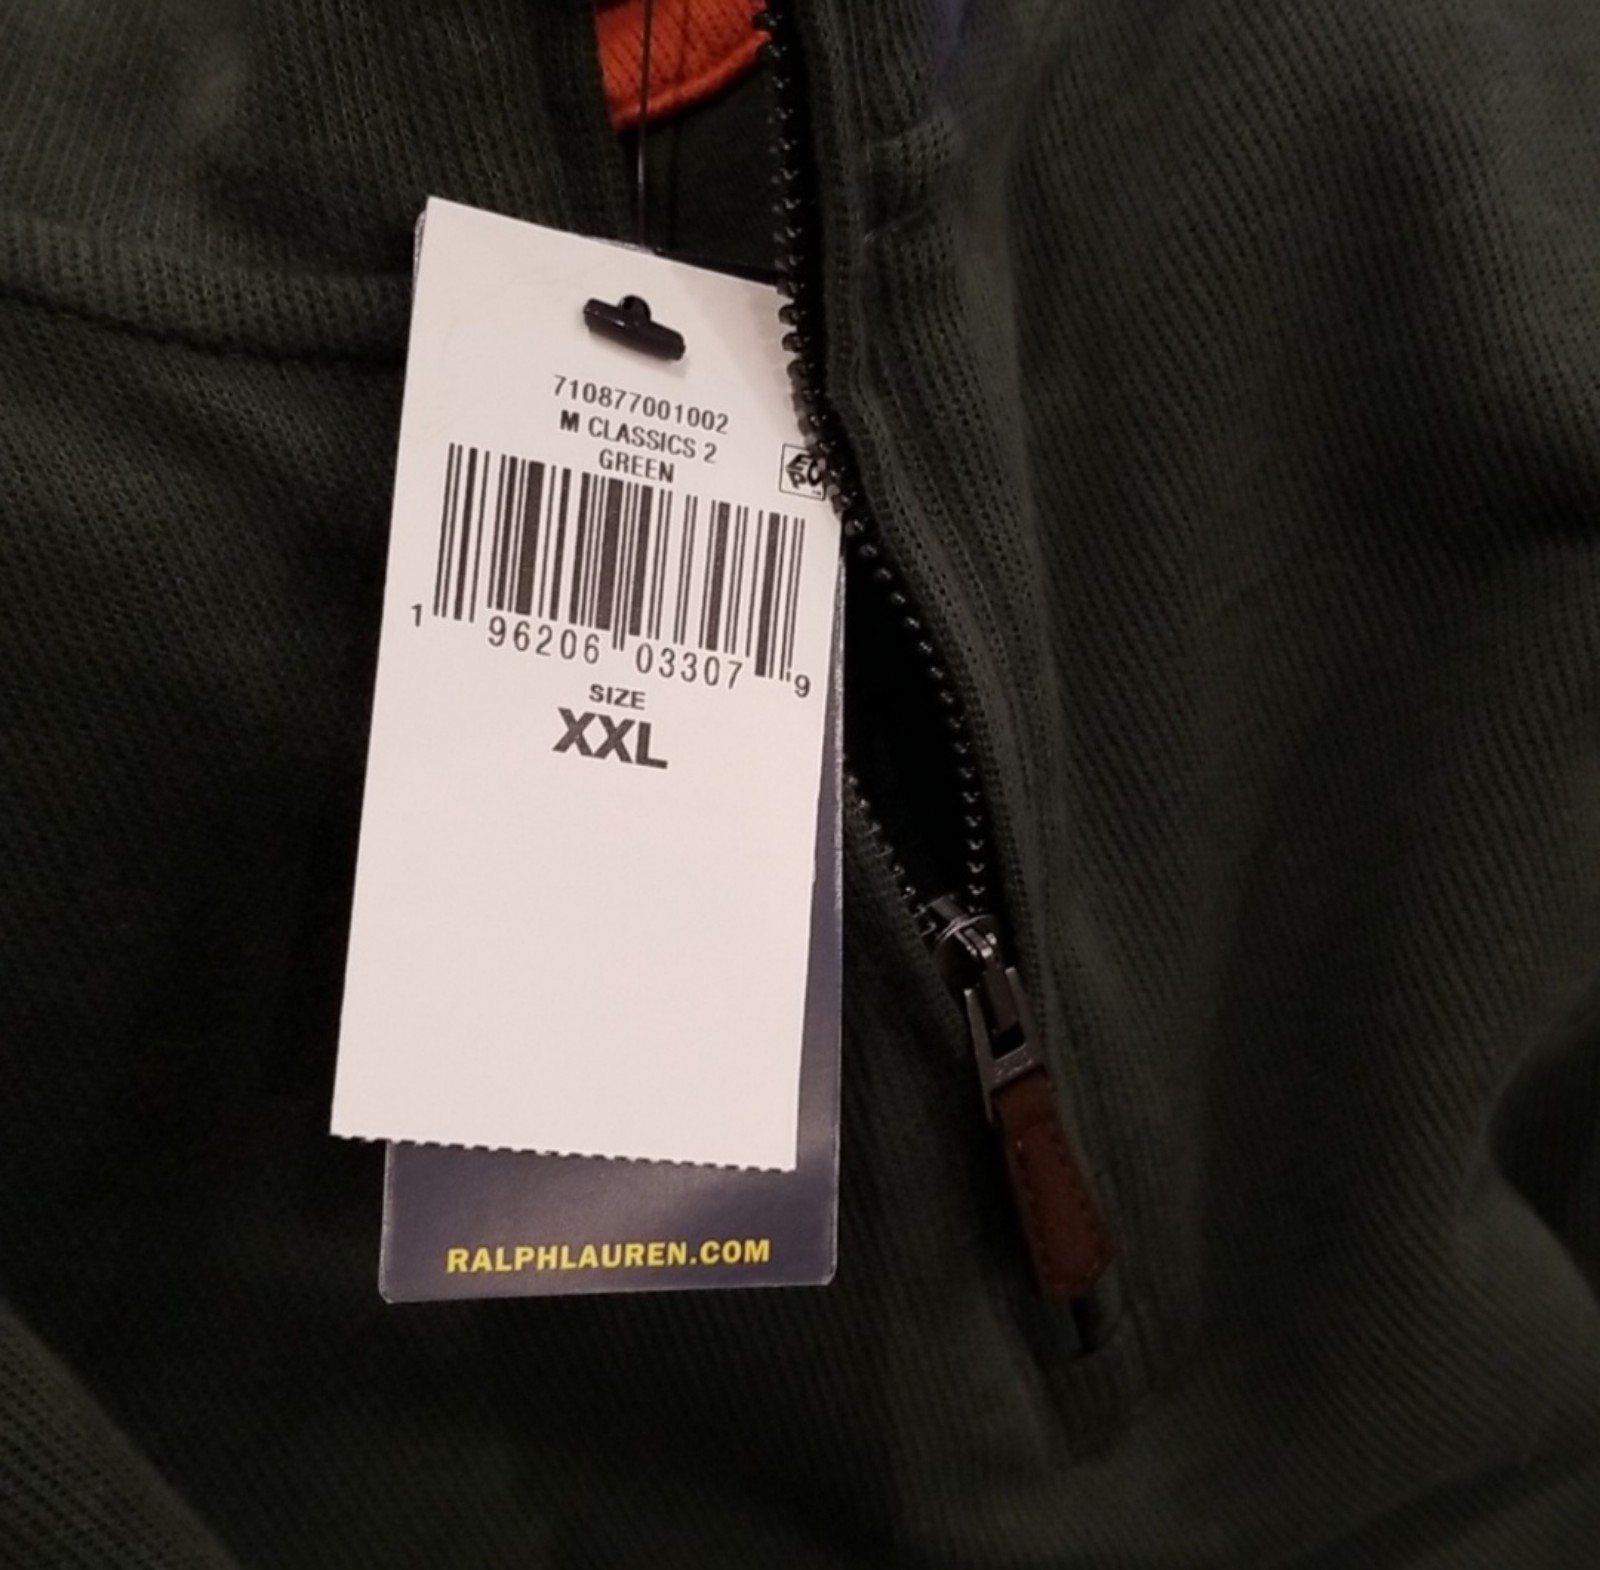 710877001002
M CLASSICS 2
GREEN
1 96206 03307 9
SIZE
XXL
RALPHLAUREN.COM